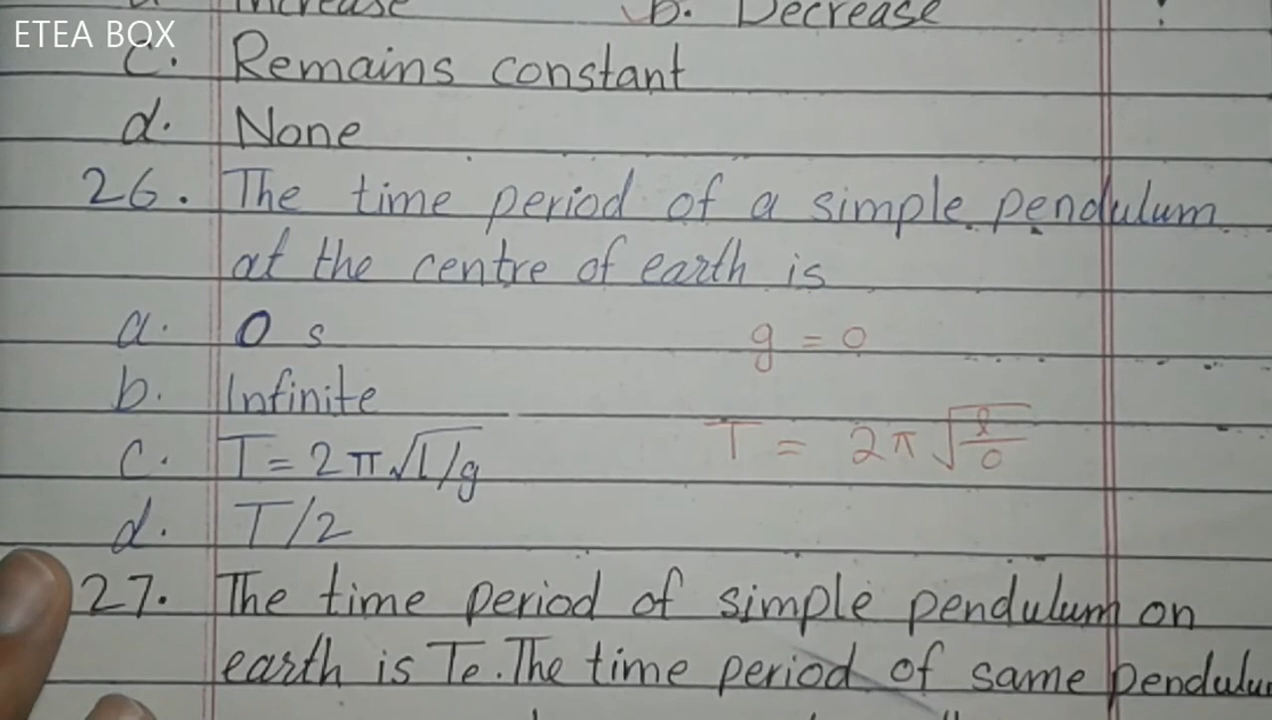 a. Increase b. Decrease
ETEA BOX
c. Remains constant
d. None
26. The time period of a simple pendulum
at the centre of earth is
a. 0 s
g = 0
b. Infinite
c. T = 2π√l/g
T = 2π√l/0
d. T/2
27. The time period of simple pendulum on
earth is Te. The time period of same pendulu